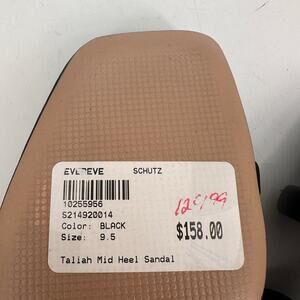 EVEREVE SCHUTZ
10255956
5214920014
Color: BLACK
Size: 9.5 $158.00
Taliah Mid Heel Sandal